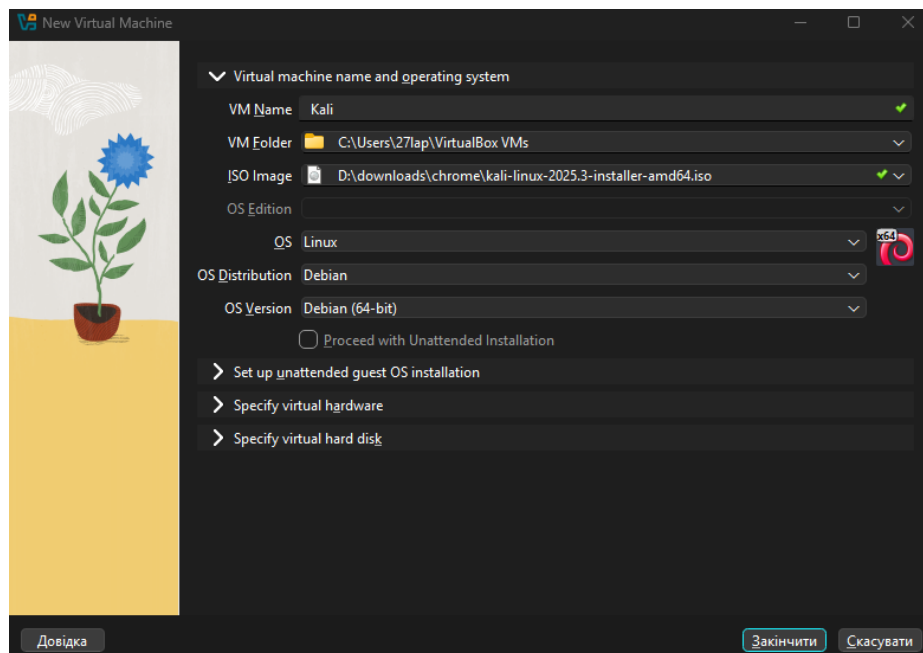 New Virtual Machine
Virtual machine name and operating system
VM Name Kali
VM Folder C:\Users\27lap\VirtualBox VMs
ISO Image D:\downloads\chrome\kali-linux-2025.3-installer-amd64.iso
OS Edition
OS Linux
x64
OS Distribution Debian
OS Version Debian (64-bit)
Proceed with Unattended Installation
Set up unattended guest OS installation
Specify virtual hardware
Specify virtual hard disk
Довідка Закінчити Скасувати